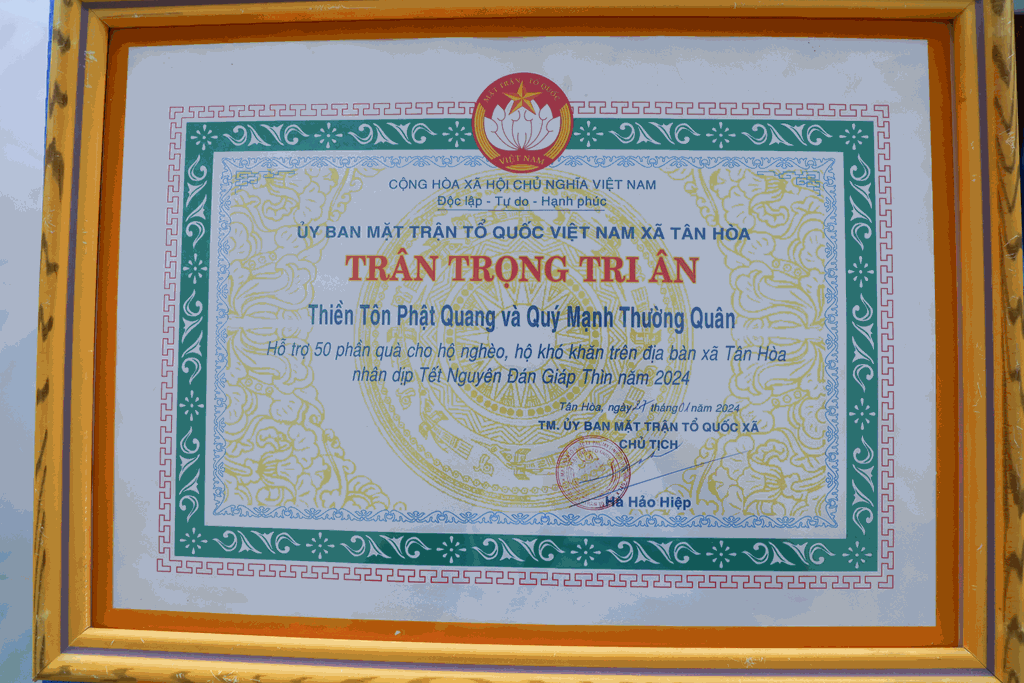 MẶT TRẬN TỔ QUỐC
VIỆT NAM
CỘNG HÒA XÃ HỘI CHỦ NGHĨA VIỆT NAM
Độc lập - Tự do - Hạnh phúc
ỦY BAN MẶT TRẬN TỔ QUỐC VIỆT NAM XÃ TÂN HÒA
TRÂN TRỌNG TRI ÂN
Thiền Tôn Phật Quang và Quý Mạnh Thường Quân
Hỗ trợ 50 phần quà cho hộ nghèo, hộ khó khăn trên địa bàn xã Tân Hòa
nhân dịp Tết Nguyên Đán Giáp Thìn năm 2024
Tân Hòa, ngày 27 tháng 01 năm 2024
TM. ỦY BAN MẶT TRẬN TỔ QUỐC XÃ
CHỦ TỊCH
Hà Hảo Hiệp